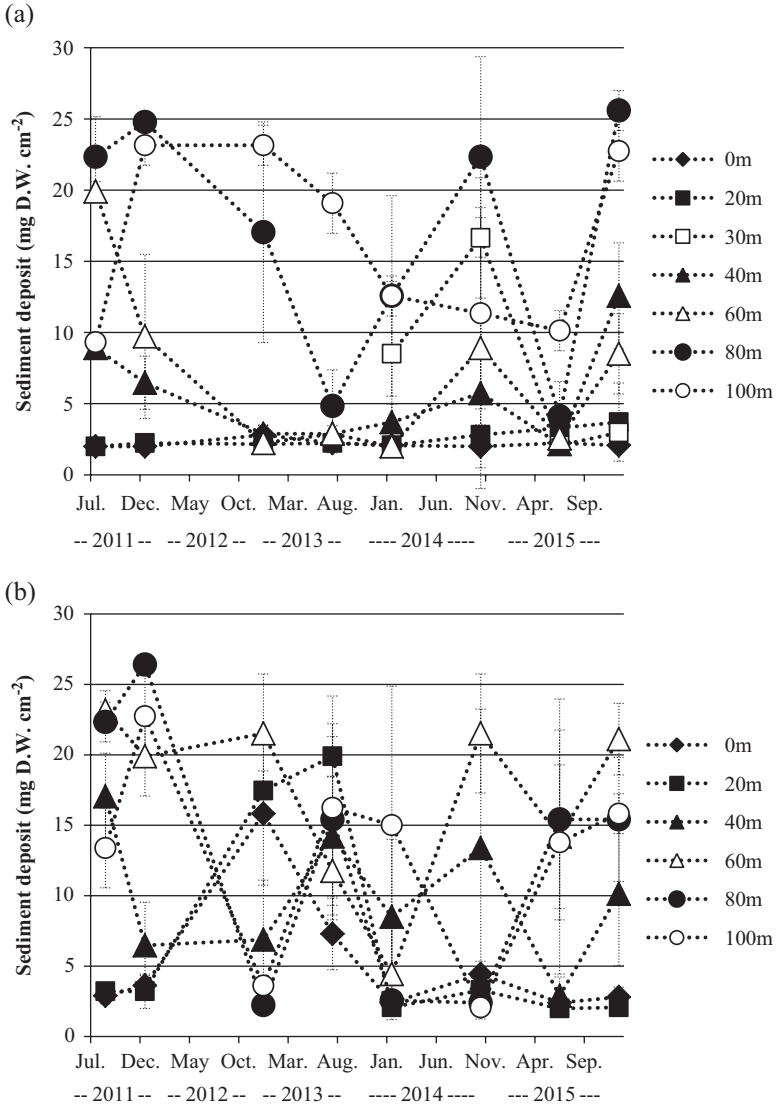 (a)
Sediment deposit (mg D.W. cm-2)
30
25
20
15
10
5
0
Jul. Dec. May Oct. Mar. Aug. Jan. Jun. Nov. Apr. Sep.
-- 2011 -- -- 2012 -- -- 2013 -- ---- 2014 ---- --- 2015 ---
0m
20m
30m
40m
60m
80m
100m
(b)
Sediment deposit (mg D.W. cm-2)
30
25
20
15
10
5
0
Jul. Dec. May Oct. Mar. Aug. Jan. Jun. Nov. Apr. Sep.
-- 2011 -- -- 2012 -- -- 2013 -- ---- 2014 ---- --- 2015 ---
0m
20m
40m
60m
80m
100m